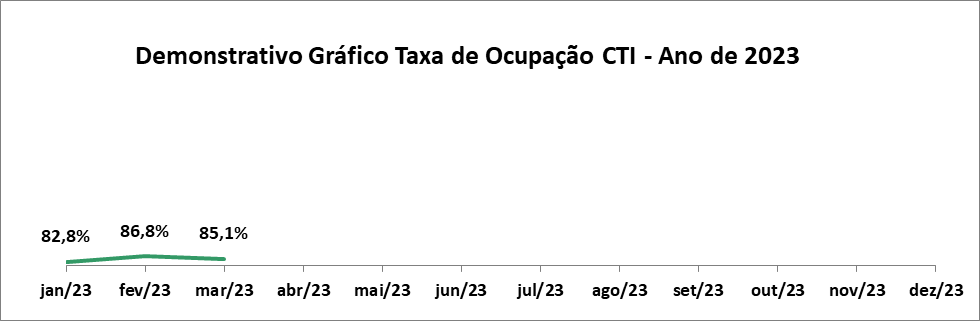 Demonstrativo Gráfico Taxa de Ocupação CTI - Ano de 2023
82,8% 86,8% 85,1%
jan/23 fev/23 mar/23 abr/23 mai/23 jun/23 jul/23 ago/23 set/23 out/23 nov/23 dez/23